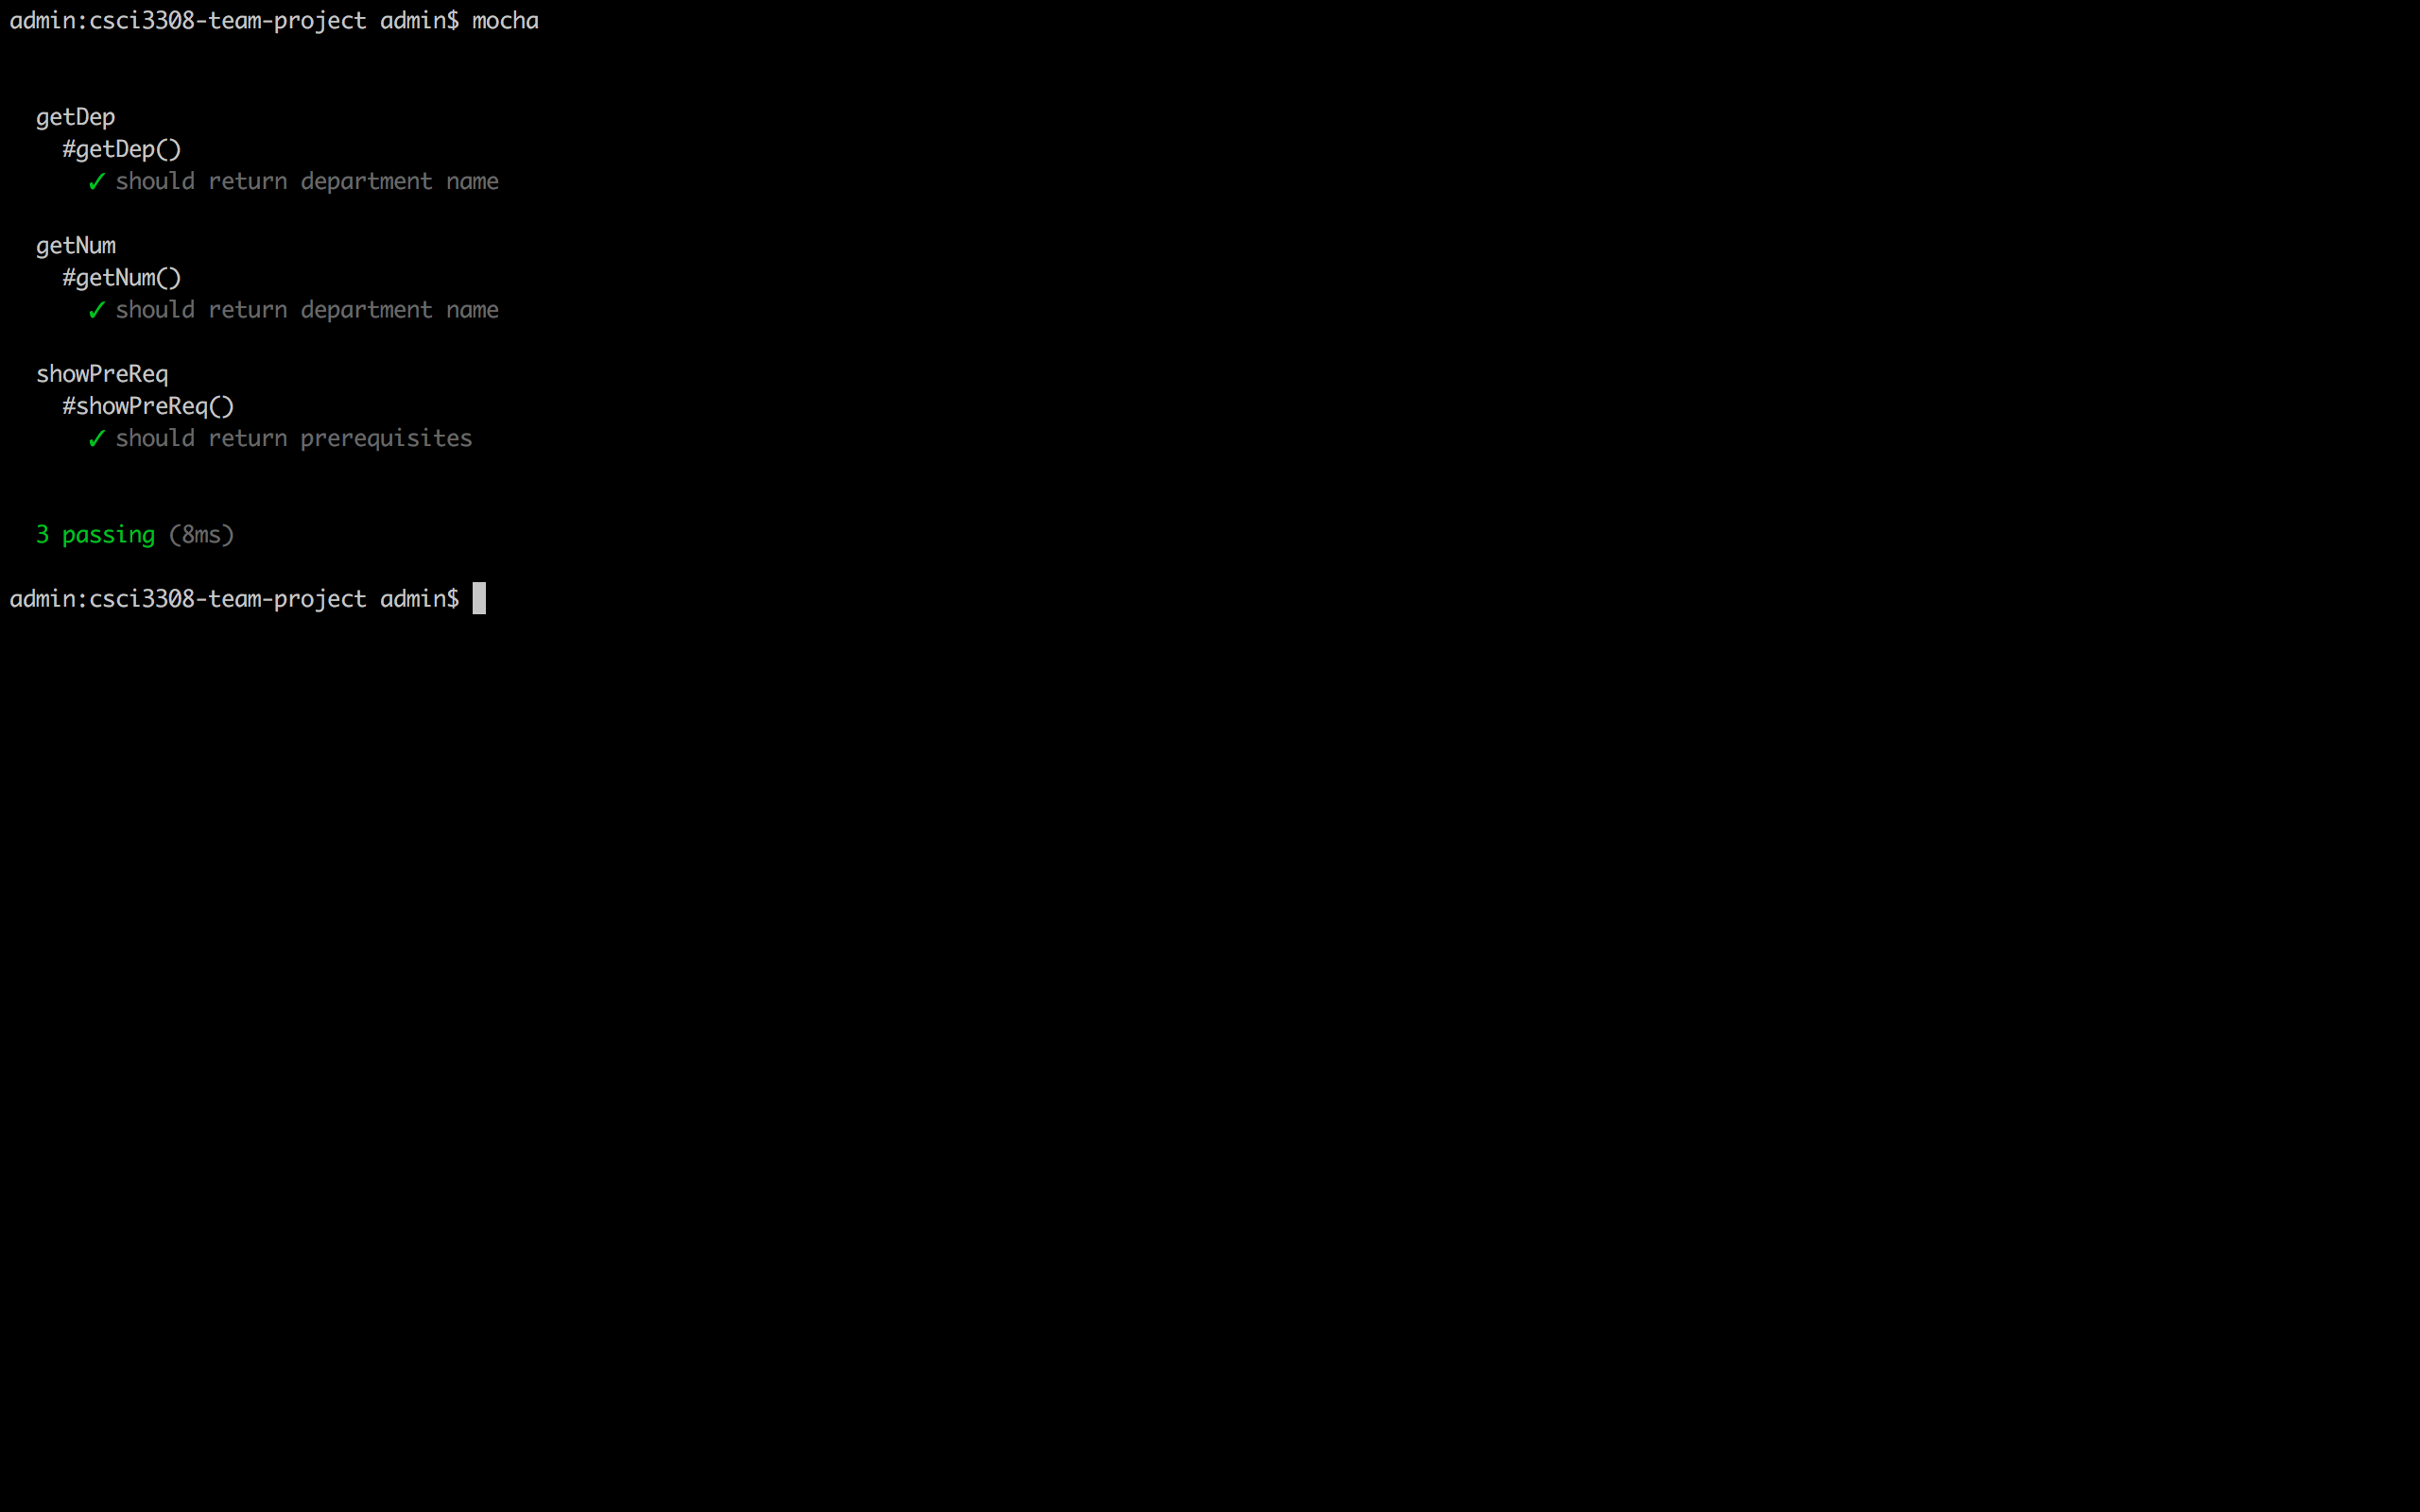 admin:csci3308-team-project admin$ mocha
getDep
#getDep()
✓ should return department name
getNum
#getNum()
✓ should return department name
showPreReq
#showPreReq()
✓ should return prerequisites
3 passing (8ms)
admin:csci3308-team-project admin$